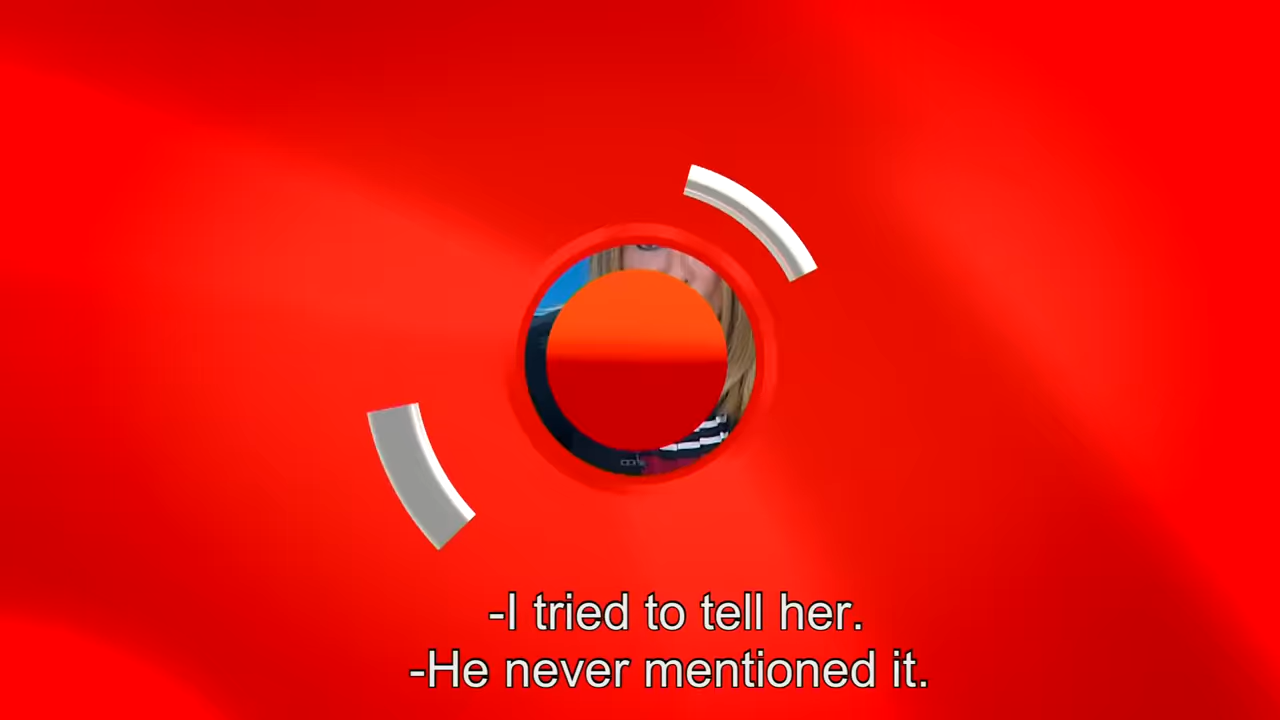 -I tried to tell her.
-He never mentioned it.